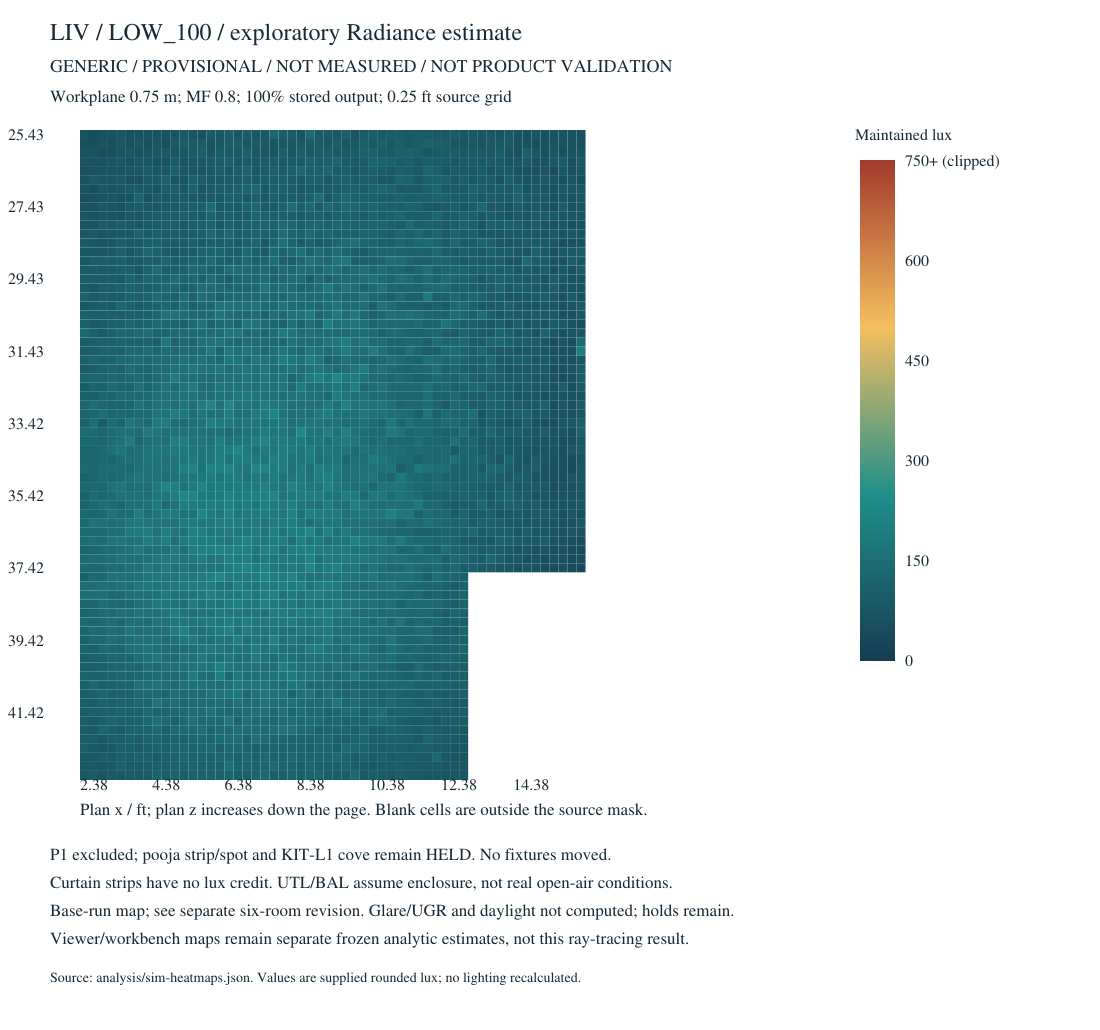 LIV / LOW_100 / exploratory Radiance estimate
GENERIC / PROVISIONAL / NOT MEASURED / NOT PRODUCT VALIDATION
Workplane 0.75 m; MF 0.8; 100% stored output; 0.25 ft source grid
25.43
27.43
29.43
31.43
33.42
35.42
37.42
39.42
41.42
2.38 4.38 6.38 8.38 10.38 12.38 14.38
Maintained lux
750+ (clipped)
600
450
300
150
0
Plan x / ft; plan z increases down the page. Blank cells are outside the source mask.
P1 excluded; pooja strip/spot and KIT-L1 cove remain HELD. No fixtures moved.
Curtain strips have no lux credit. UTL/BAL assume enclosure, not real open-air conditions.
Base-run map; see separate six-room revision. Glare/UGR and daylight not computed; holds remain.
Viewer/workbench maps remain separate frozen analytic estimates, not this ray-tracing result.
Source: analysis/sim-heatmaps.json. Values are supplied rounded lux; no lighting recalculated.